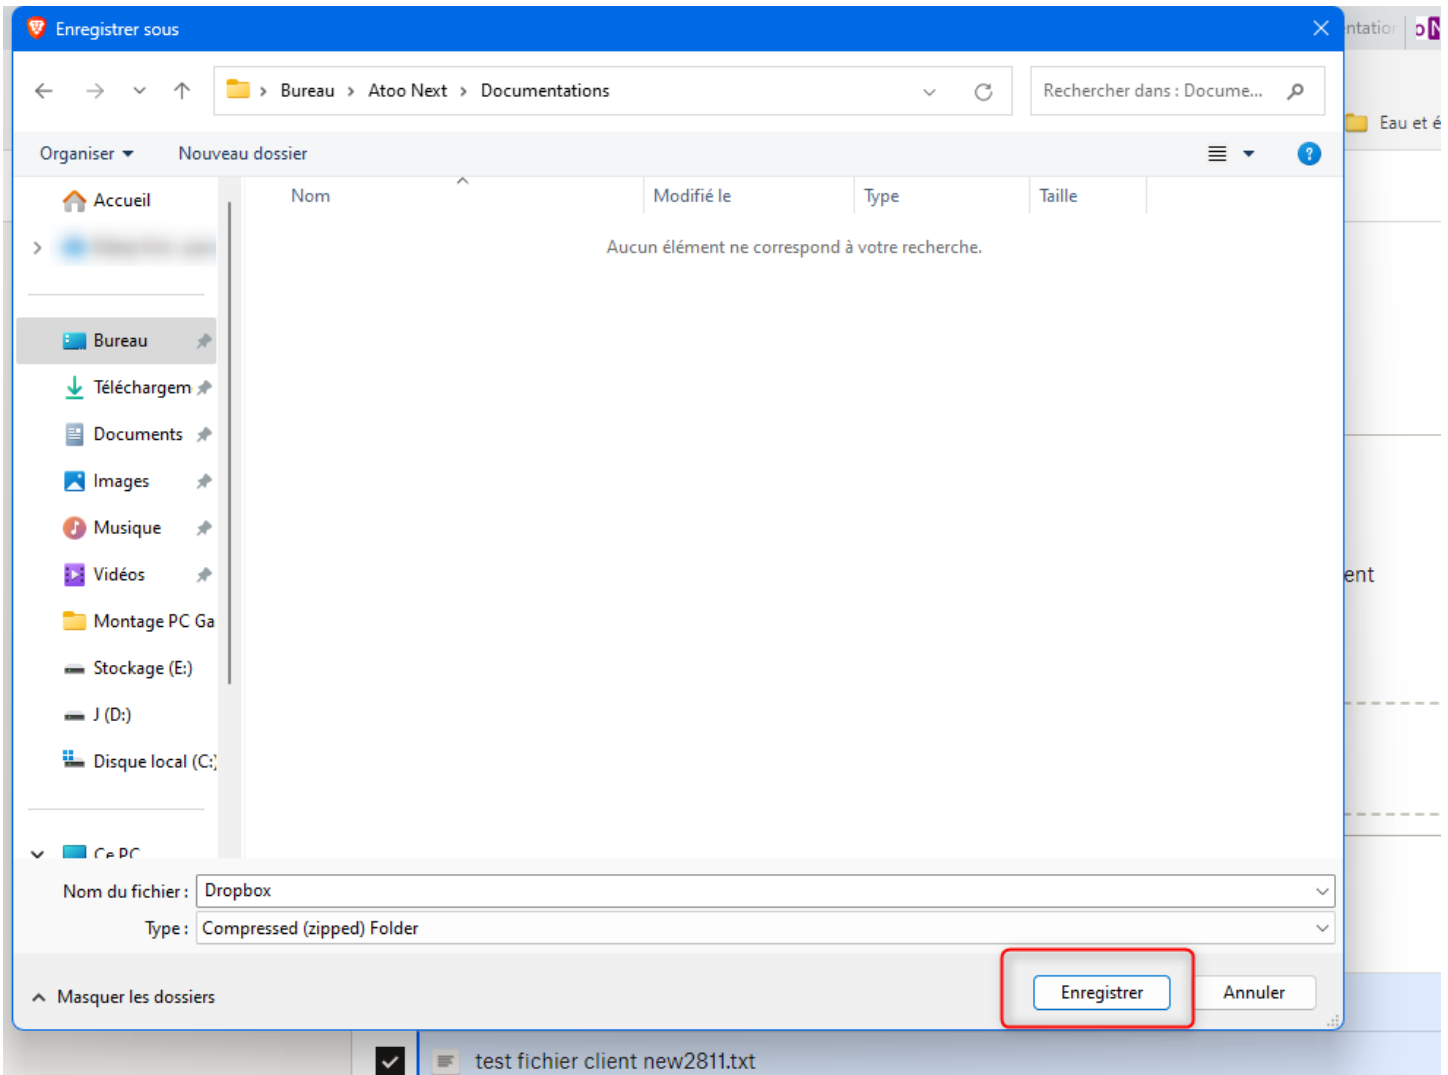 Enregistrer sous
Bureau > Atoo Next > Documentations
Rechercher dans : Docume...
Eau et é
Organiser
Nouveau dossier
Nom
Modifié le
Type
Taille
Aucun élément ne correspond à votre recherche.
Accueil
Bureau
Téléchargem
Documents
Images
Musique
Vidéos
Montage PC Ga
Stockage (E:)
J (D:)
Disque local (C:)
Ce PC
ent
Nom du fichier : Dropbox
Type : Compressed (zipped) Folder
Masquer les dossiers
Enregistrer
Annuler
test fichier client new2811.txt